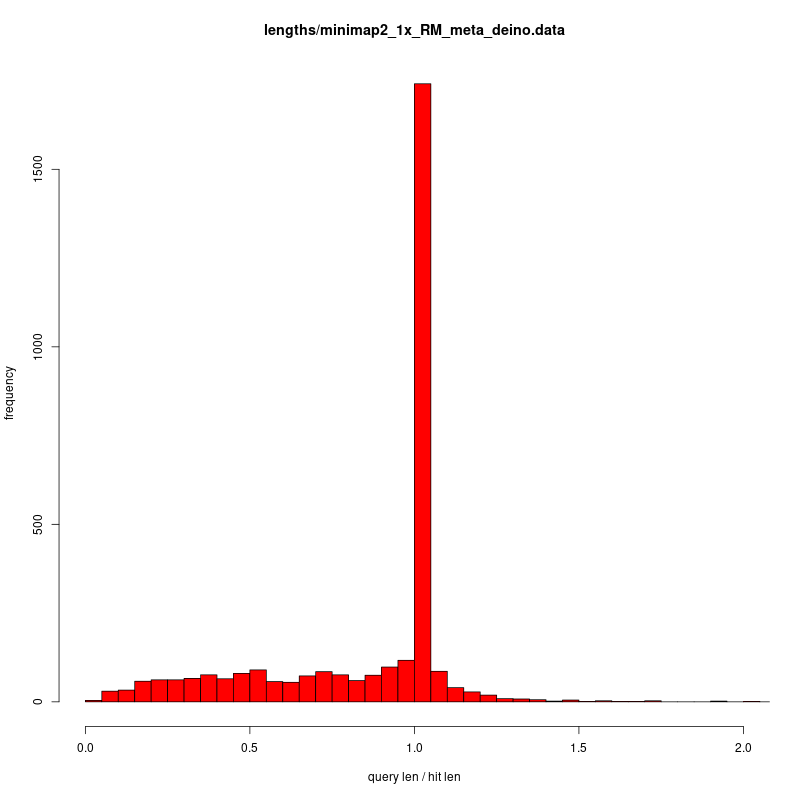 lengths/minimap2_1x_RM_meta_deino.data
frequency
1500
1000
500
0
0.0 0.5 1.0 1.5 2.0
query len / hit len